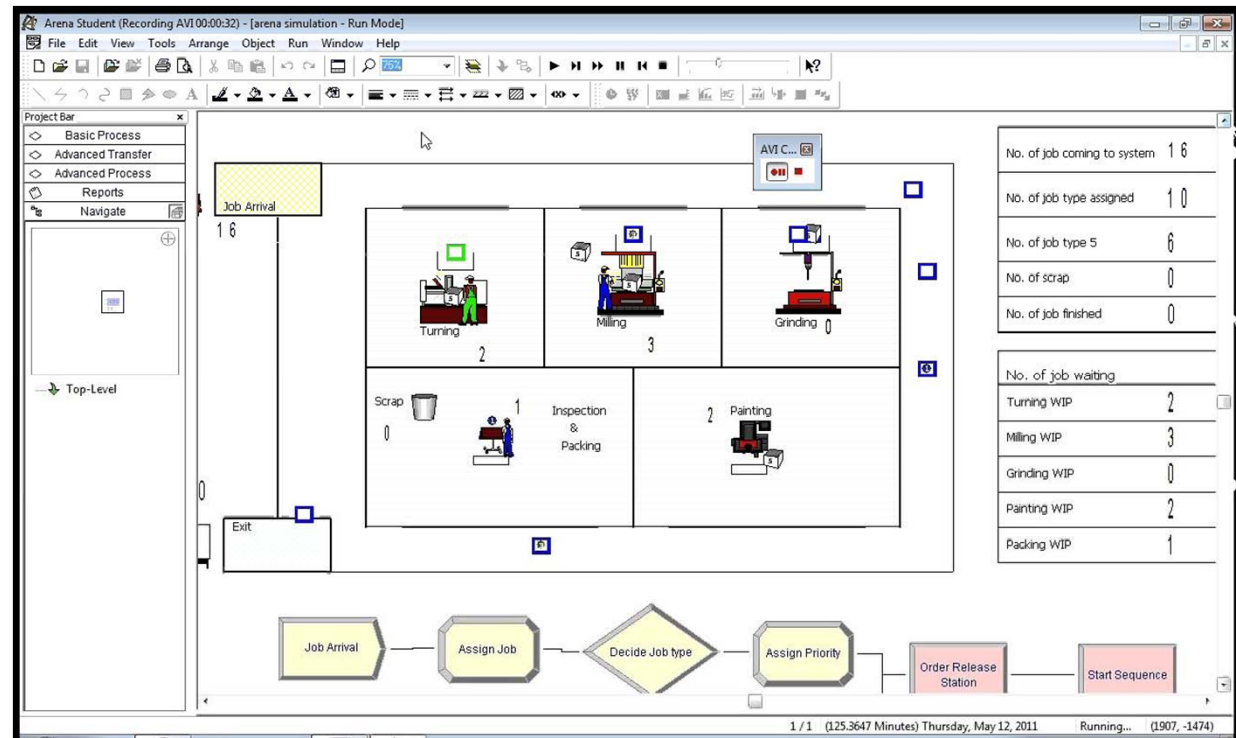 Arena Student (Recording AVI 00:00:32) - [arena simulation - Run Mode]
File Edit View Tools Arrange Object Run Window Help
75%
Project Bar
Basic Process
Advanced Transfer
Advanced Process
Reports
Navigate
Top-Level
AVI C...
Job Arrival
16
Turning
2
Milling
3
Grinding 0
Scrap
0
1
Inspection
&
Packing
2 Painting
0
Exit
No. of job coming to system 16
No. of job type assigned 10
No. of job type 5 6
No. of scrap 0
No. of job finished 0
No. of job waiting
Turning WIP 2
Milling WIP 3
Grinding WIP 0
Painting WIP 2
Packing WIP 1
Job Arrival
Assign Job
Decide Job type
Assign Priority
Order Release
Station
Start Sequence
1 / 1 (125.3647 Minutes) Thursday, May 12, 2011 Running... (1907, -1474)